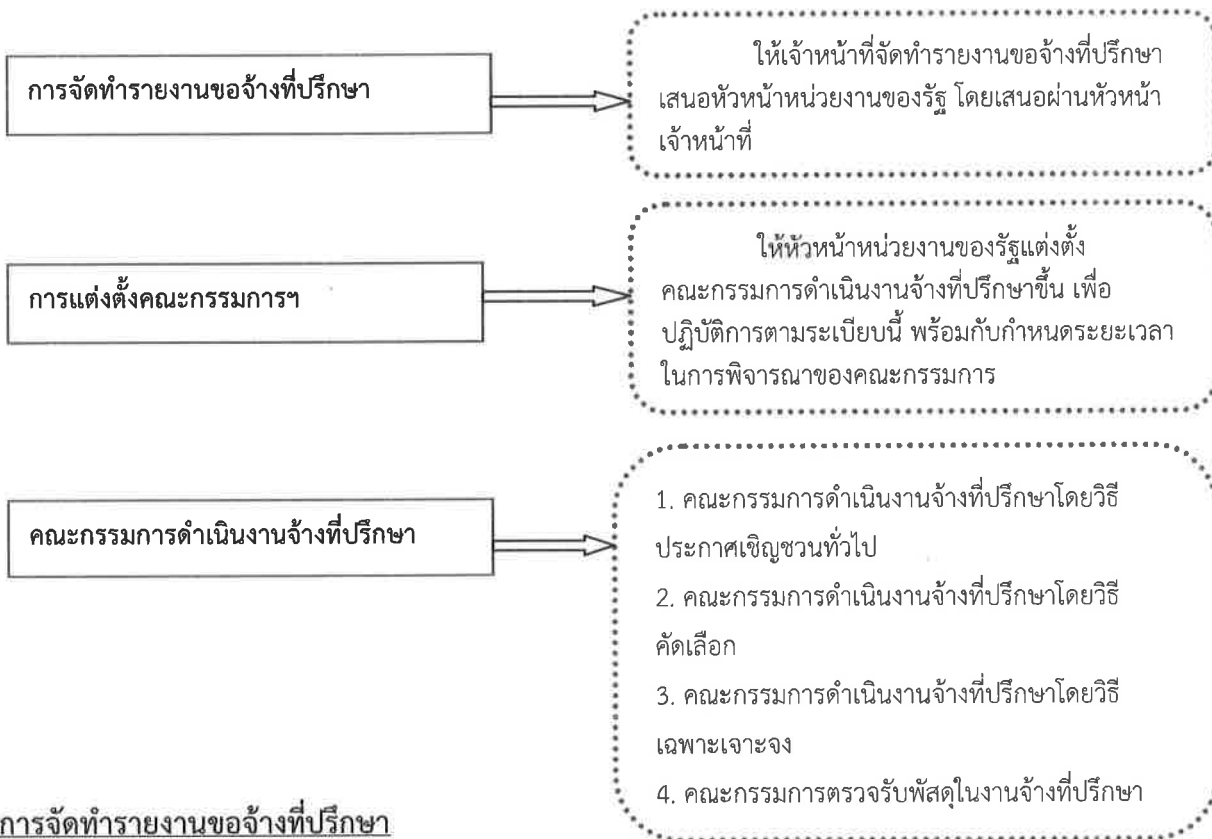 การจัดทำรายงานขอจ้างที่ปรึกษา
ให้เจ้าหน้าที่จัดทำรายงานขอจ้างที่ปรึกษา
เสนอหัวหน้าหน่วยงานของรัฐ โดยเสนอผ่านหัวหน้า
เจ้าหน้าที่
การแต่งตั้งคณะกรรมการฯ
ให้หัวหน้าหน่วยงานของรัฐแต่งตั้ง
คณะกรรมการดำเนินงานจ้างที่ปรึกษาขึ้น เพื่อ
ปฏิบัติการตามระเบียบนี้ พร้อมกับกำหนดระยะเวลา
ในการพิจารณาของคณะกรรมการ
คณะกรรมการดำเนินงานจ้างที่ปรึกษา
1. คณะกรรมการดำเนินงานจ้างที่ปรึกษาโดยวิธี
ประกาศเชิญชวนทั่วไป
2. คณะกรรมการดำเนินงานจ้างที่ปรึกษาโดยวิธี
คัดเลือก
3. คณะกรรมการดำเนินงานจ้างที่ปรึกษาโดยวิธี
เฉพาะเจาะจง
4. คณะกรรมการตรวจรับพัสดุในงานจ้างที่ปรึกษา
การจัดทำรายงานขอจ้างที่ปรึกษา